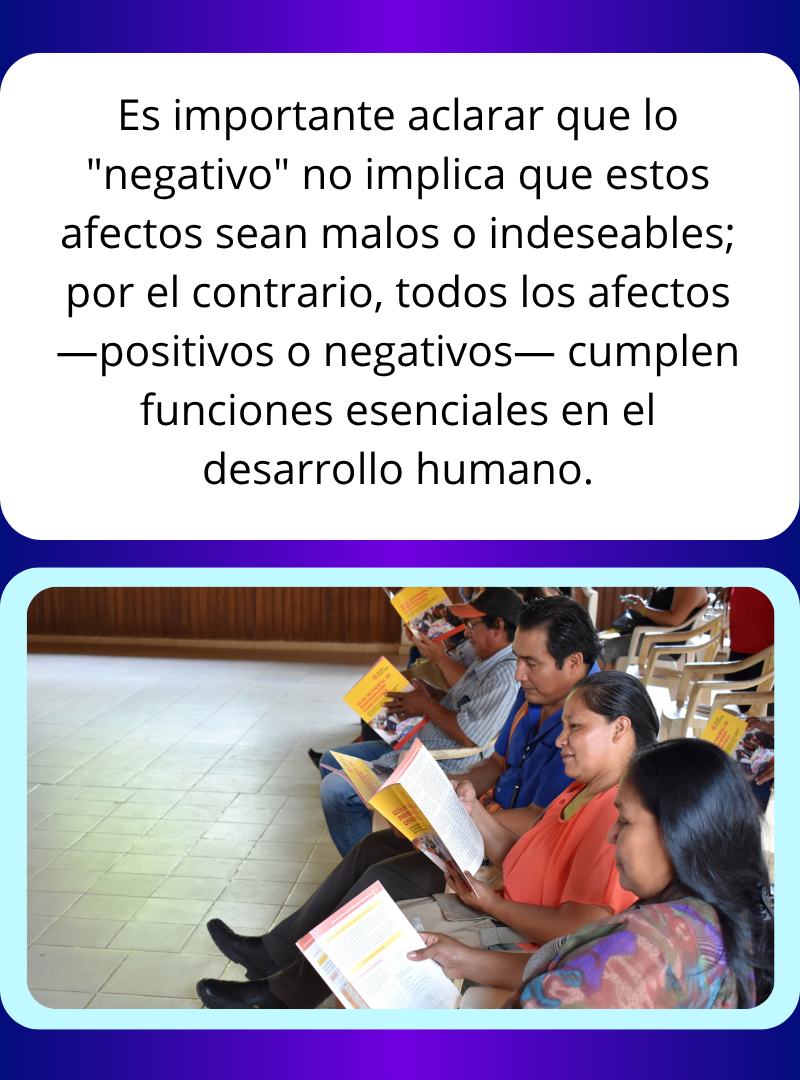 Es importante aclarar que lo
"negativo" no implica que estos
afectos sean malos o indeseables;
por el contrario, todos los afectos
—positivos o negativos— cumplen
funciones esenciales en el
desarrollo humano.